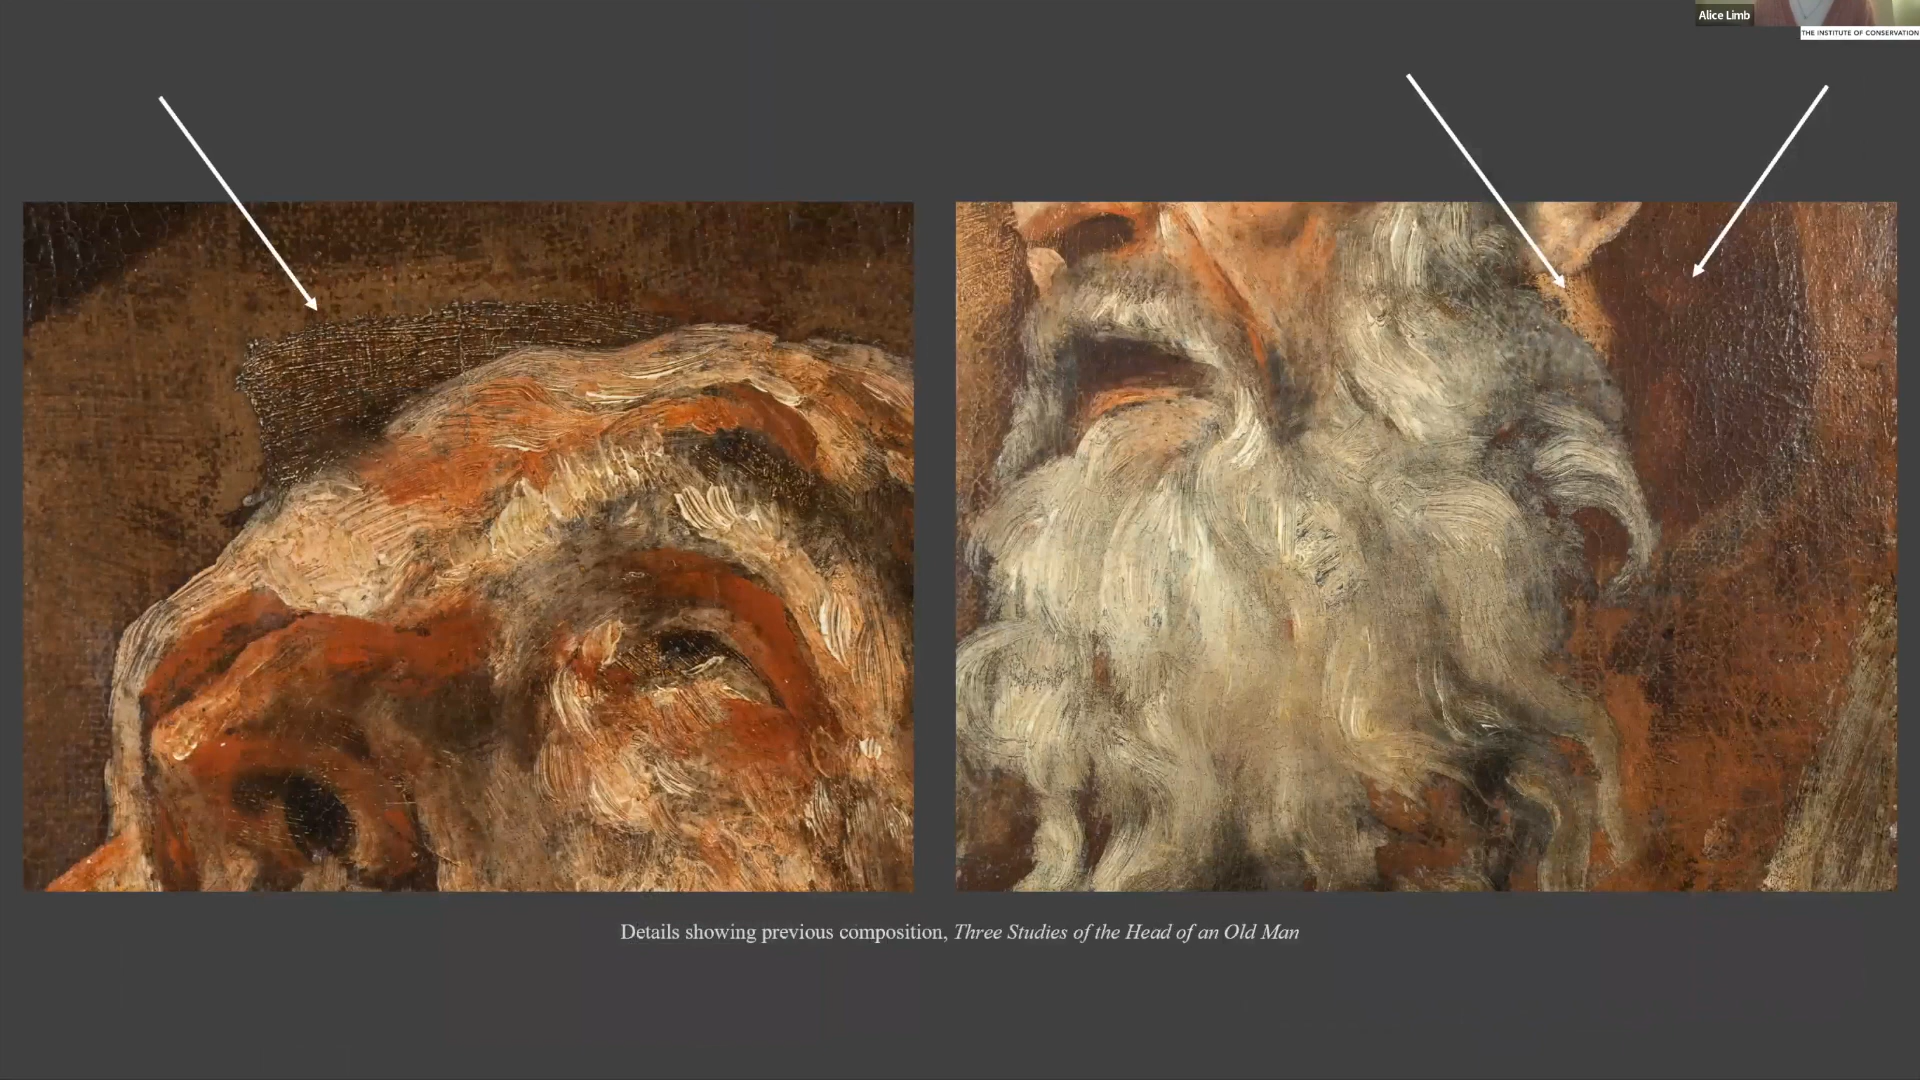 Alice Limb
THE INSTITUTE OF CONSERVATION
Details showing previous composition, Three Studies of the Head of an Old Man